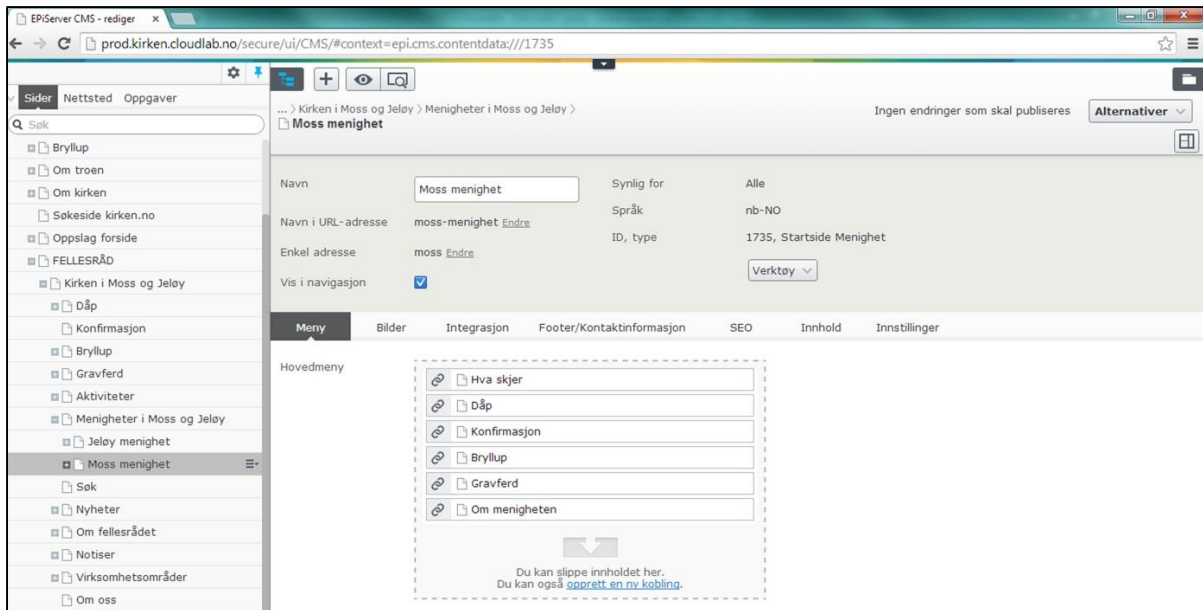 EPiServer CMS - rediger
prod.kirken.cloudlab.no/secure/ui/CMS/#context=epi.cms.contentdata:///1735
Sider Nettsted Oppgaver
Søk
Bryllup
Om troen
Om kirken
Søkeside kirken.no
Oppslag forside
FELLESRÅD
Kirken i Moss og Jeløy
Dåp
Konfirmasjon
Bryllup
Gravferd
Aktiviteter
Menigheter i Moss og Jeløy
Jeløy menighet
Moss menighet
Søk
Nyheter
Om fellesrådet
Notiser
Virksomhetsområder
Om oss
... > Kirken i Moss og Jeløy > Menigheter i Moss og Jeløy >
Moss menighet
Ingen endringer som skal publiseres
Alternativer
Navn Moss menighet
Navn i URL-adresse moss-menighet Endre
Enkel adresse moss Endre
Vis i navigasjon
Synlig for Alle
Språk nb-NO
ID, type 1735, Startside Menighet
Verktøy
Meny Bilder Integrasjon Footer/Kontaktinformasjon SEO Innhold Innstillinger
Hovedmeny
Hva skjer
Dåp
Konfirmasjon
Bryllup
Gravferd
Om menigheten
Du kan slippe innholdet her.
Du kan også opprett en ny kobling.